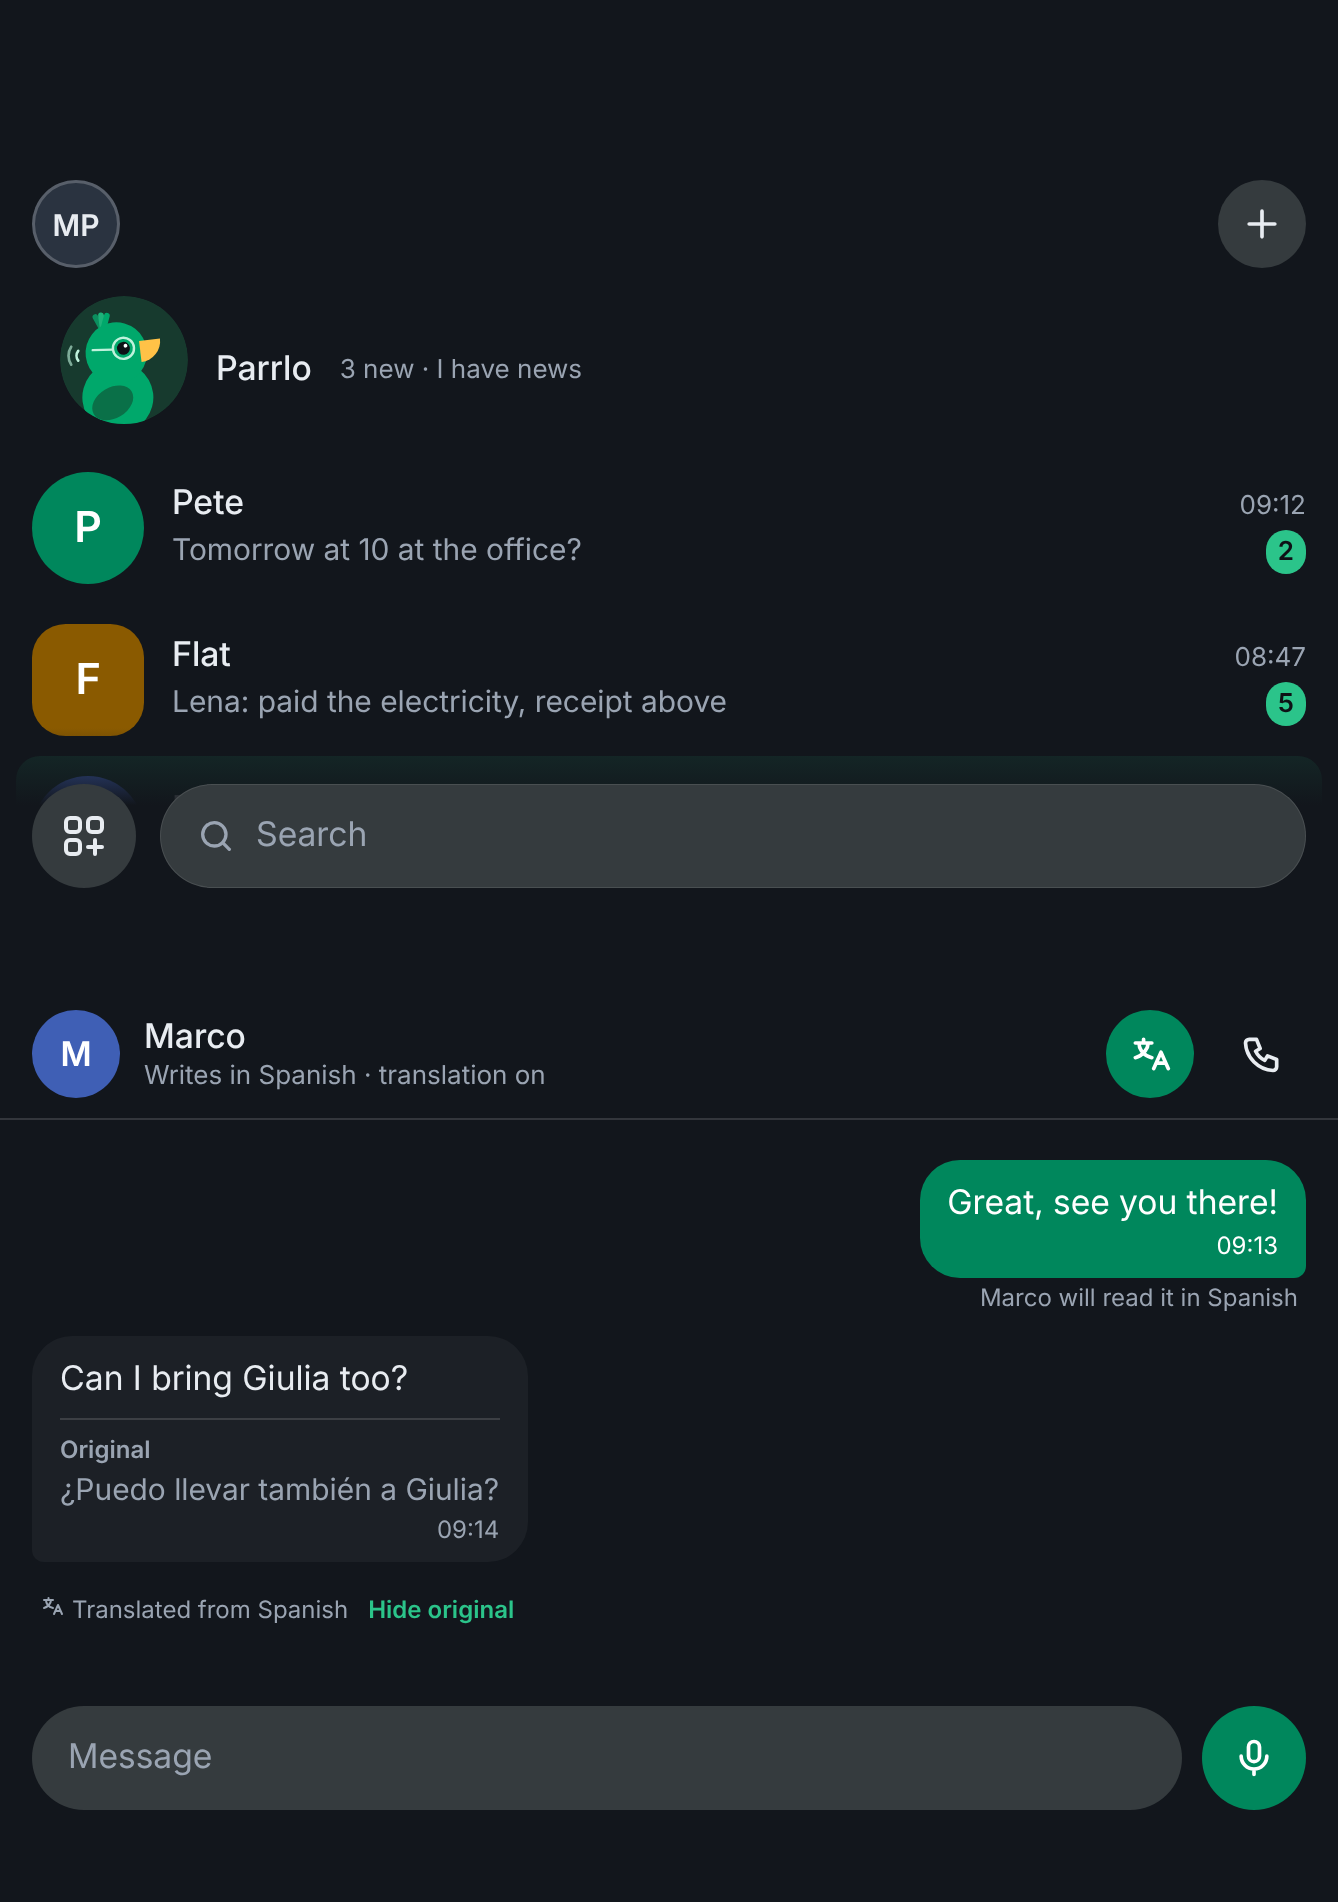 MP
Parrlo 3 new · I have news
P
Pete
09:12
Tomorrow at 10 at the office?
2
F
Flat
08:47
Lena: paid the electricity, receipt above
5
Search
M
Marco
Writes in Spanish · translation on
Great, see you there!
09:13
Marco will read it in Spanish
Can I bring Giulia too?
Original
¿Puedo llevar también a Giulia?
09:14
Translated from Spanish Hide original
Message